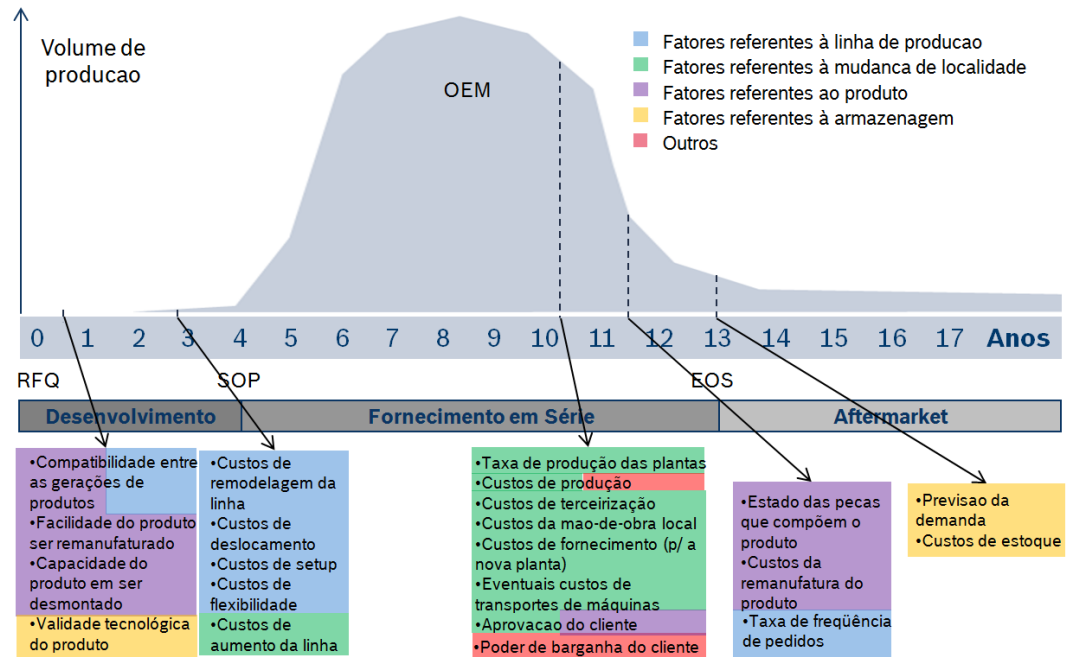 Volume de
producao
OEM
Fatores referentes à linha de producao
Fatores referentes à mudanca de localidade
Fatores referentes ao produto
Fatores referentes à armazenagem
Outros
0 1 2 3 4 5 6 7 8 9 10 11 12 13 14 15 16 17 Anos
RFQ SOP EOS
Desenvolvimento Fornecimento em Série Aftermarket
•Compatibilidade entre
as gerações de
produtos
•Facilidade do produto
ser remanufaturado
•Capacidade do
produto em ser
desmontado
•Validade tecnológica
do produto
•Custos de
remodelagem da
linha
•Custos de
deslocamento
•Custos de setup
•Custos de
flexibilidade
•Custos de
aumento da linha
•Taxa de produção das plantas
•Custos de produção
•Custos de terceirização
•Custos da mao-de-obra local
•Custos de fornecimento (p/ a
nova planta)
•Eventuais custos de
transportes de máquinas
•Aprovacao do cliente
•Poder de barganha do cliente
•Estado das pecas
que compõem o
produto
•Custos da
remanufatura do
produto
•Taxa de freqüência
de pedidos
•Previsao da
demanda
•Custos de estoque